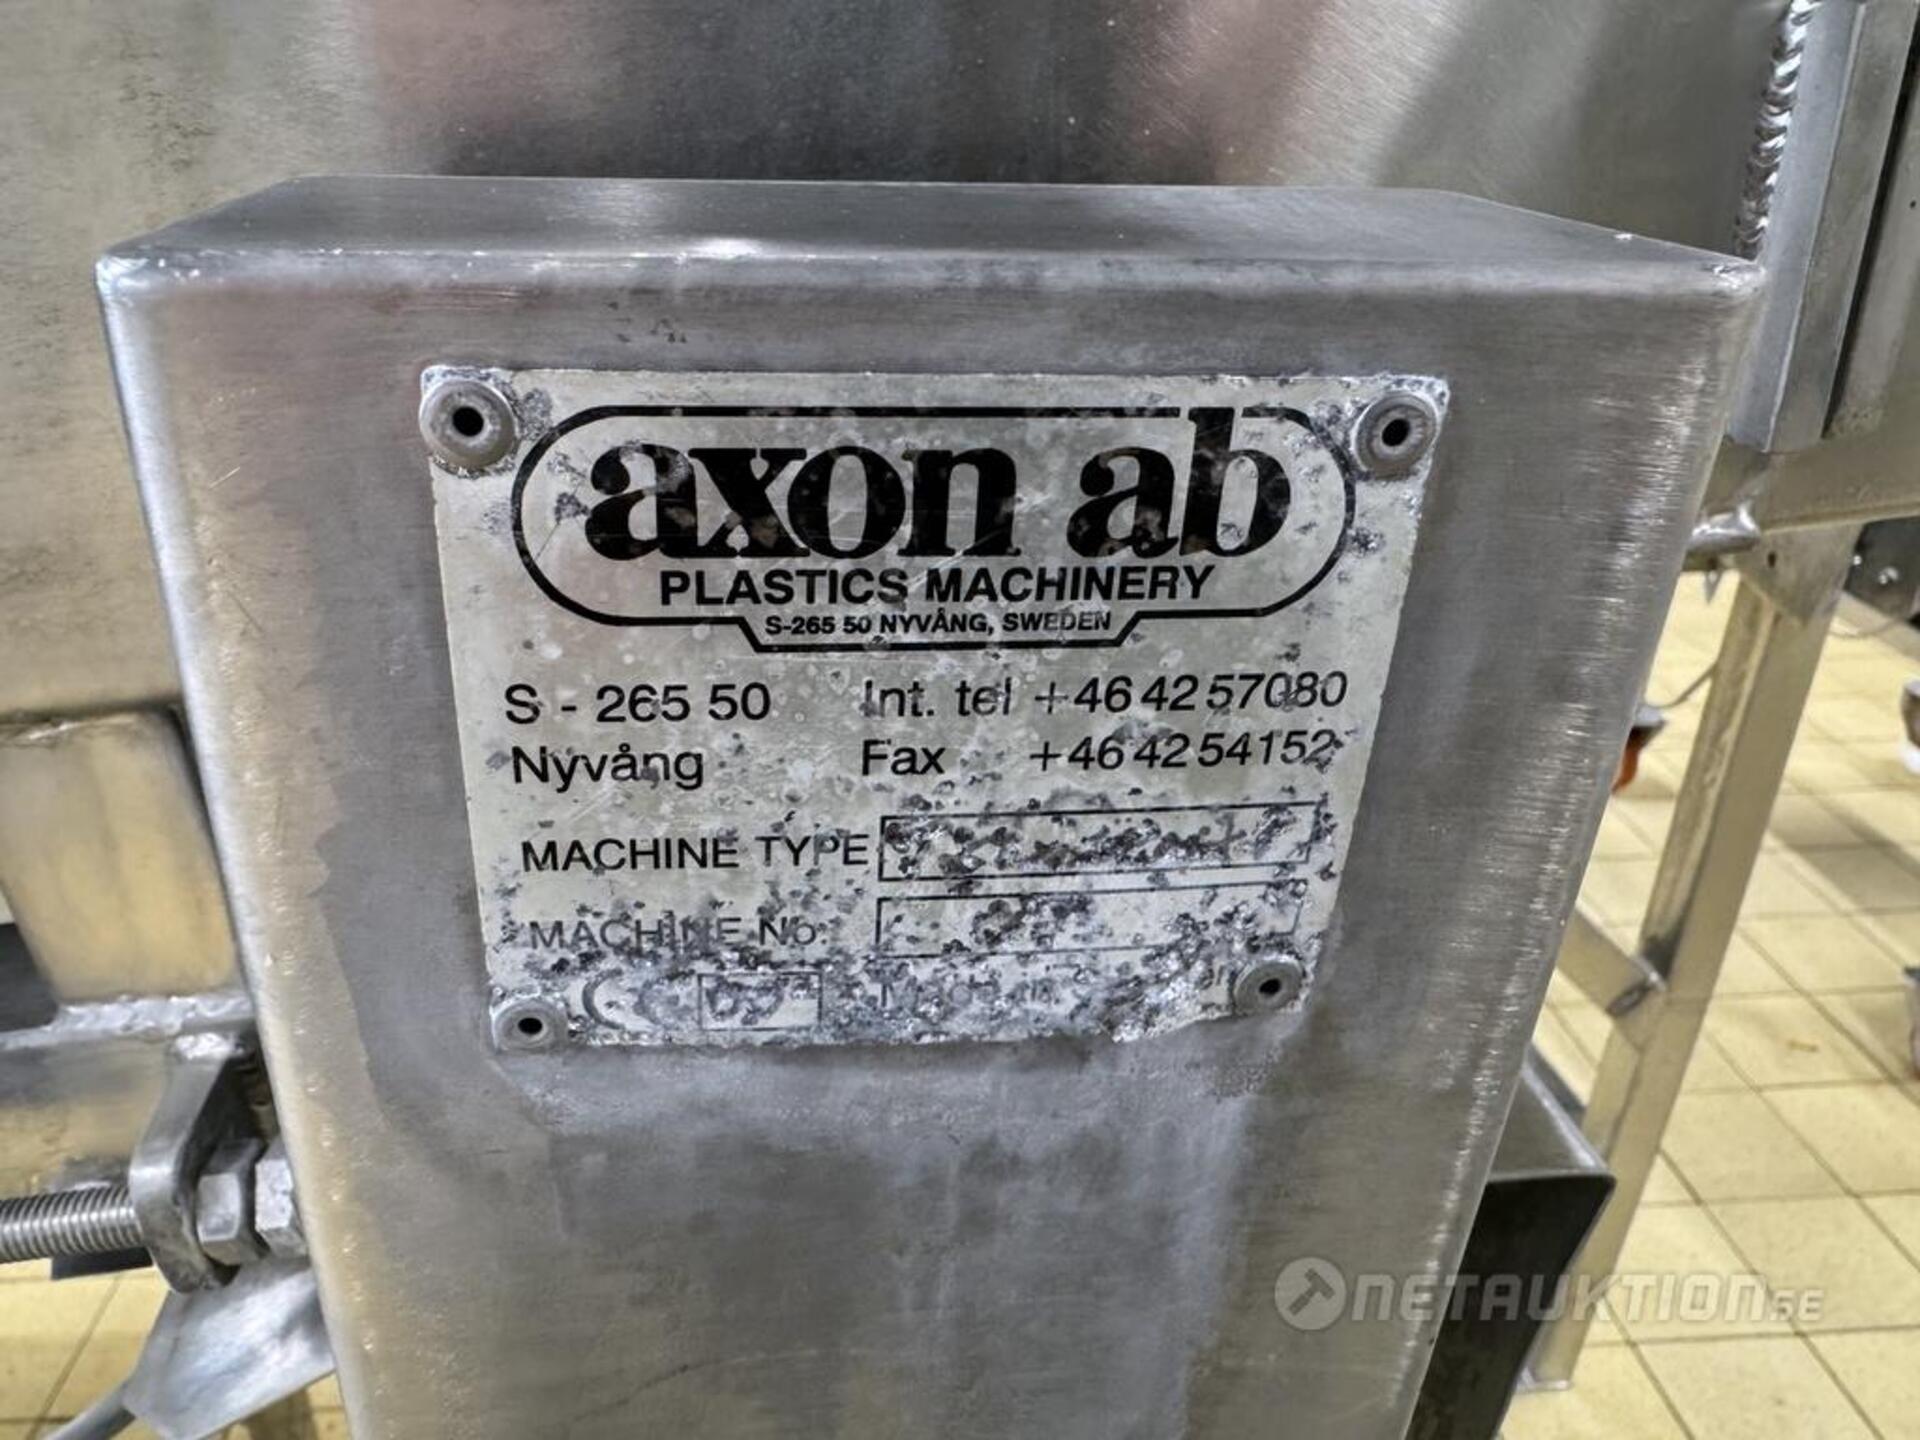 axon ab
PLASTICS MACHINERY
S-265 50 NYVÅNG, SWEDEN
S - 265 50 Int. tel +46 42 57080
Nyvång Fax +46 42 54152
MACHINE TYPE
MACHINE No.
CE
NETAUKTION.SE